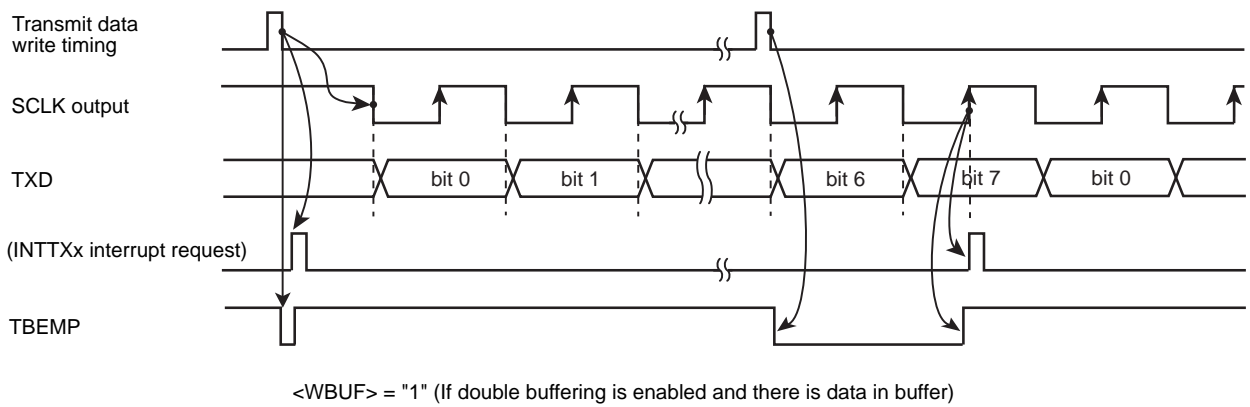 Transmit data
write timing
SCLK output
TXD
bit 0
bit 1
bit 6
bit 7
bit 0
(INTTXx interrupt request)
TBEMP
<WBUF> = "1" (If double buffering is enabled and there is data in buffer)